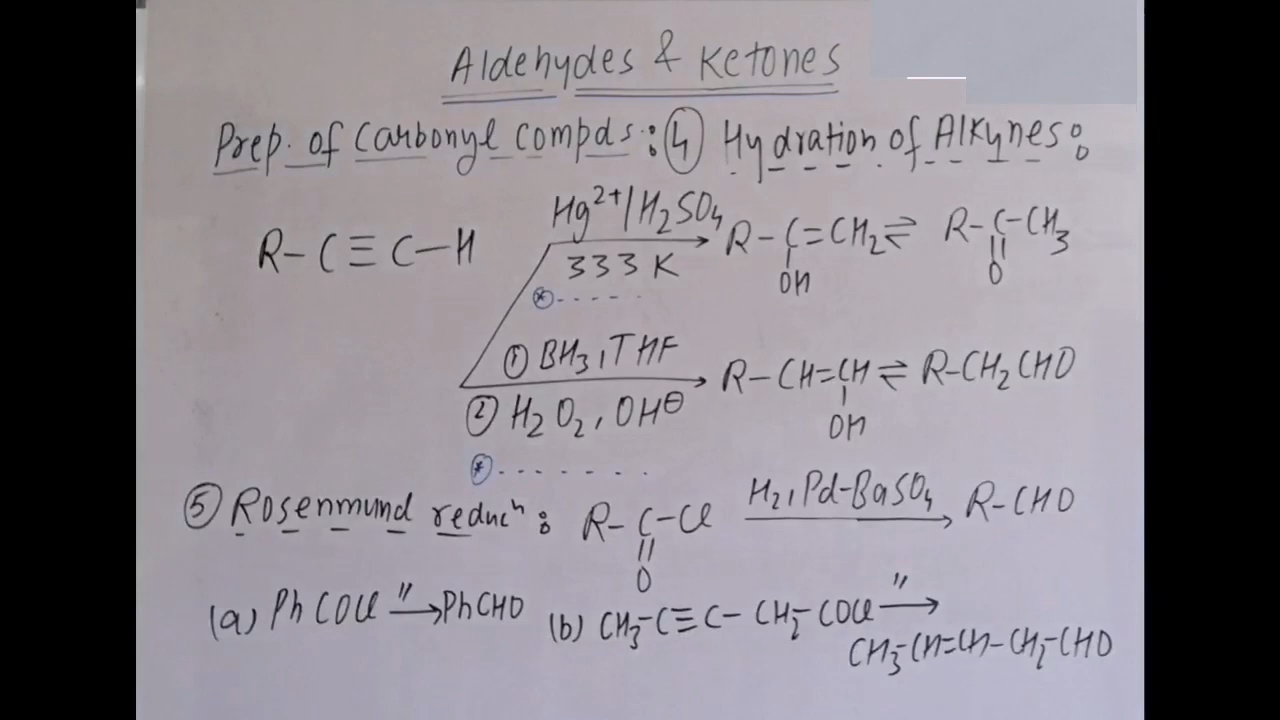 Aldehydes & Ketones
Prep. of Carbonyl Compds : ④ Hydration of Alkynes :
R-C≡C-H
Hg²⁺/H₂SO₄
333 K
R-C=CH₂ ⇌ R-C-CH₃
OH
O
* .....
① BH₃, THF
② H₂O₂, OH⊖
R-CH=CH ⇌ R-CH₂CHO
OH
* .......
⑤ Rosenmund reducⁿ : R-C-Cl
O
H₂, Pd-BaSO₄
R-CHO
(a) PhCOCl " → PhCHO (b) CH₃-C≡C-CH₂-COCl " →
CH₃-CH=CH-CH₂-CHO